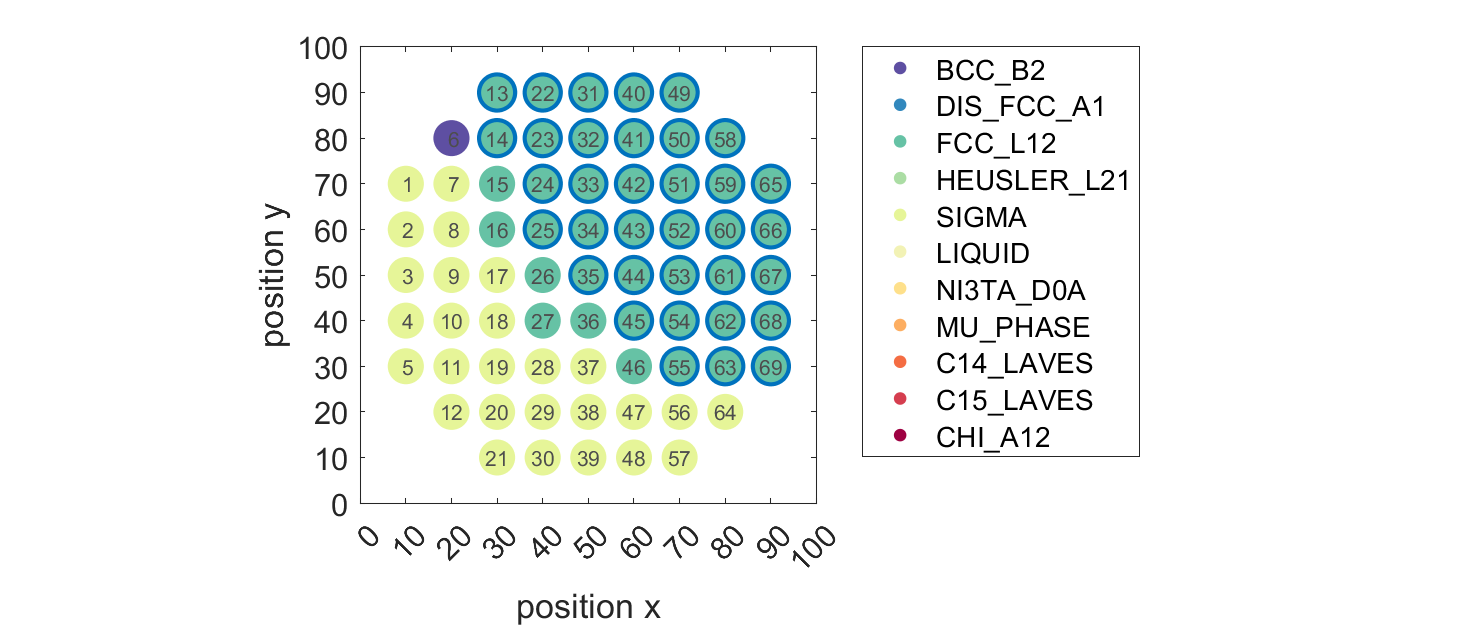 100
90 13 22 31 40 49
80 6 14 23 32 41 50 58
70 1 7 15 24 33 42 51 59 65
60 2 8 16 25 34 43 52 60 66
50 3 9 17 26 35 44 53 61 67
40 4 10 18 27 36 45 54 62 68
30 5 11 19 28 37 46 55 63 69
20 12 20 29 38 47 56 64
10 21 30 39 48 57
0
position y
0 10 20 30 40 50 60 70 80 90 100
position x
BCC_B2
DIS_FCC_A1
FCC_L12
HEUSLER_L21
SIGMA
LIQUID
NI3TA_D0A
MU_PHASE
C14_LAVES
C15_LAVES
CHI_A12